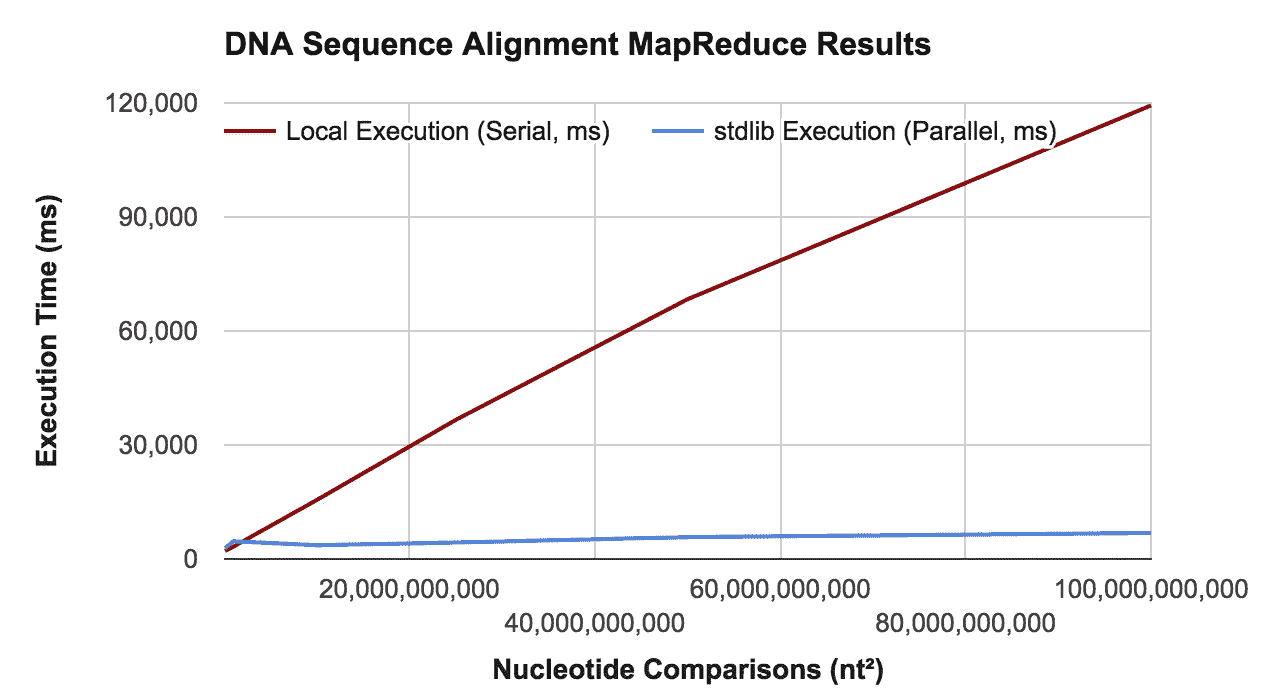 DNA Sequence Alignment MapReduce Results
120,000
Local Execution (Serial, ms) stdlib Execution (Parallel, ms)
90,000
60,000
30,000
0
Execution Time (ms)
20,000,000,000 60,000,000,000 100,000,000,000
40,000,000,000 80,000,000,000
Nucleotide Comparisons (nt²)